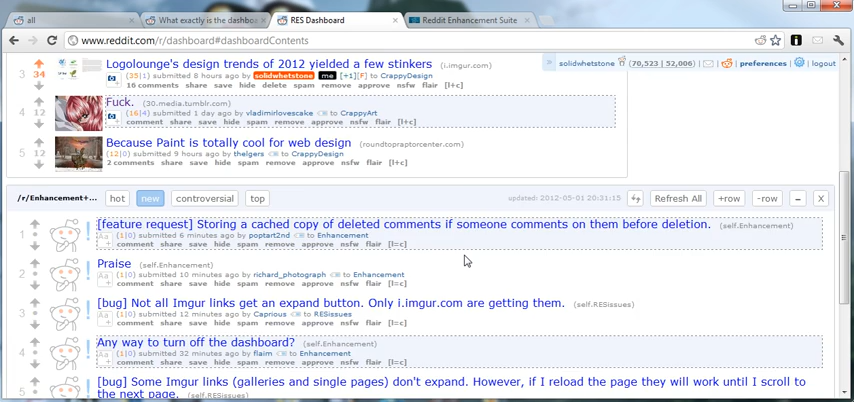 all
What exactly is the dashboa
RES Dashboard
Reddit Enhancement Suite
www.reddit.com/r/dashboard#dashboardContents
solidwhetstone (70,523 | 52,006) | | | preferences | | logout
3
34
Logolounge's design trends of 2012 yielded a few stinkers (i.imgur.com)
(35|1) submitted 8 hours ago by solidwhetstone me [+1][F] to CrappyDesign
16 comments share save hide delete spam remove approve nsfw flair [l+c]
4
12
Fuck. (30.media.tumblr.com)
(16|4) submitted 1 day ago by vladimirlovescake to CrappyArt
comment share save hide spam remove approve nsfw flair [l+c]
5
12
Because Paint is totally cool for web design (roundtopraptorcenter.com)
(12|0) submitted 9 hours ago by thelgers to CrappyDesign
2 comments share save hide spam remove approve nsfw flair [l+c]
/r/Enhancement+... hot new controversial top updated: 2012-05-01 20:31:15 Refresh All +row -row – X
1
[feature request] Storing a cached copy of deleted comments if someone comments on them before deletion. (self.Enhancement)
Aa+ (1|0) submitted 6 minutes ago by poptart2nd to Enhancement
comment share save hide spam remove approve nsfw flair [l=c]
2
Praise (self.Enhancement)
Aa+ (1|0) submitted 10 minutes ago by richard_photograph to Enhancement
comment share save hide spam remove approve nsfw flair [l=c]
3
[bug] Not all Imgur links get an expand button. Only i.imgur.com are getting them. (self.RESissues)
Aa+ (1|0) submitted 12 minutes ago by Caprious to RESissues
comment share save hide spam remove approve nsfw flair [l=c]
4
Any way to turn off the dashboard? (self.Enhancement)
Aa+ (1|0) submitted 32 minutes ago by flaim to Enhancement
comment share save hide spam remove approve nsfw flair [l=c]
5
[bug] Some Imgur links (galleries and single pages) don't expand. However, if I reload the page they will work until I scroll to
the next page. (self.RESissues)